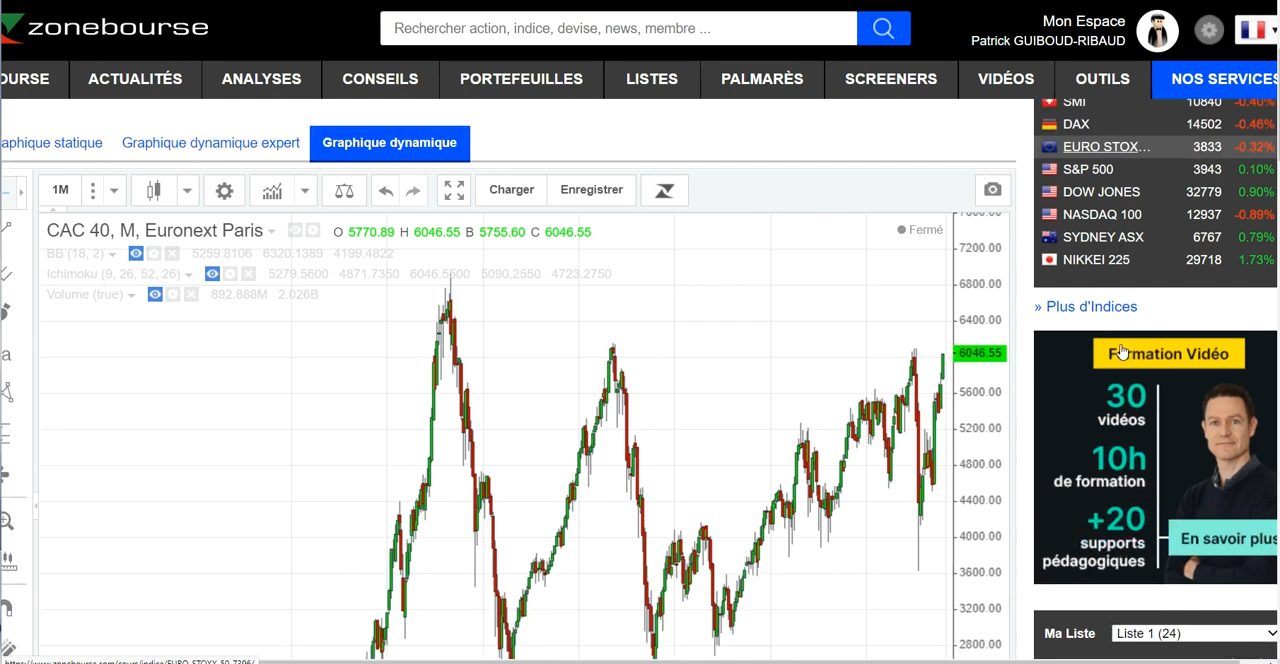 zonebourse
Rechercher action, indice, devise, news, membre ...
Mon Espace
Patrick GUIBOUD-RIBAUD
OURSE
ACTUALITÉS
ANALYSES
CONSEILS
PORTEFEUILLES
LISTES
PALMARÈS
SCREENERS
VIDÉOS
OUTILS
NOS SERVICES
aphique statique
Graphique dynamique expert
Graphique dynamique
1M
Charger
Enregistrer
CAC 40, M, Euronext Paris
O 5770.89 H 6046.55 B 5755.60 C 6046.55
Fermé
BB (18, 2) 5259.8106 6320.1389 4199.4822
Ichimoku (9, 26, 52, 26) 5279.5600 4871.7350 6046.5500 5090.2550 4723.2750
Volume (true) 892.888M 2.026B
7200.00
6800.00
6400.00
6046.55
5600.00
5200.00
4800.00
4400.00
4000.00
3600.00
3200.00
2800.00
SMI 10840 -0.40%
DAX 14502 -0.46%
EURO STOX... 3833 -0.32%
S&P 500 3943 0.10%
DOW JONES 32779 0.90%
NASDAQ 100 12937 -0.89%
SYDNEY ASX 6767 0.79%
NIKKEI 225 29718 1.73%
» Plus d'Indices
Formation Vidéo
30
vidéos
10h
de formation
+20
supports
pédagogiques
En savoir plus
Ma Liste
Liste 1 (24)